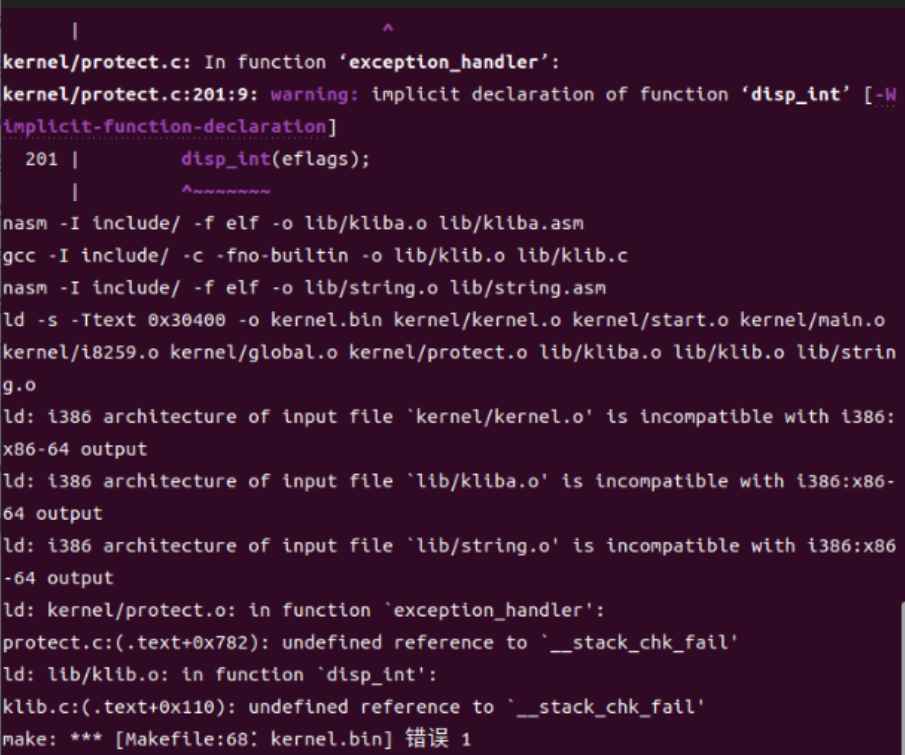 |                            ^
kernel/protect.c: In function ‘exception_handler’:
kernel/protect.c:201:9: warning: implicit declaration of function ‘disp_int’ [-W
implicit-function-declaration]
  201 |         disp_int(eflags);
      |         ^~~~~~~~
nasm -I include/ -f elf -o lib/kliba.o lib/kliba.asm
gcc -I include/ -c -fno-builtin -o lib/klib.o lib/klib.c
nasm -I include/ -f elf -o lib/string.o lib/string.asm
ld -s -Ttext 0x30400 -o kernel.bin kernel/kernel.o kernel/start.o kernel/main.o
kernel/i8259.o kernel/global.o kernel/protect.o lib/kliba.o lib/klib.o lib/strin
g.o
ld: i386 architecture of input file `kernel/kernel.o' is incompatible with i386:
x86-64 output
ld: i386 architecture of input file `lib/kliba.o' is incompatible with i386:x86-
64 output
ld: i386 architecture of input file `lib/string.o' is incompatible with i386:x86
-64 output
ld: kernel/protect.o: in function `exception_handler':
protect.c:(.text+0x782): undefined reference to `__stack_chk_fail'
ld: lib/klib.o: in function `disp_int':
klib.c:(.text+0x110): undefined reference to `__stack_chk_fail'
make: *** [Makefile:68：kernel.bin] 错误 1